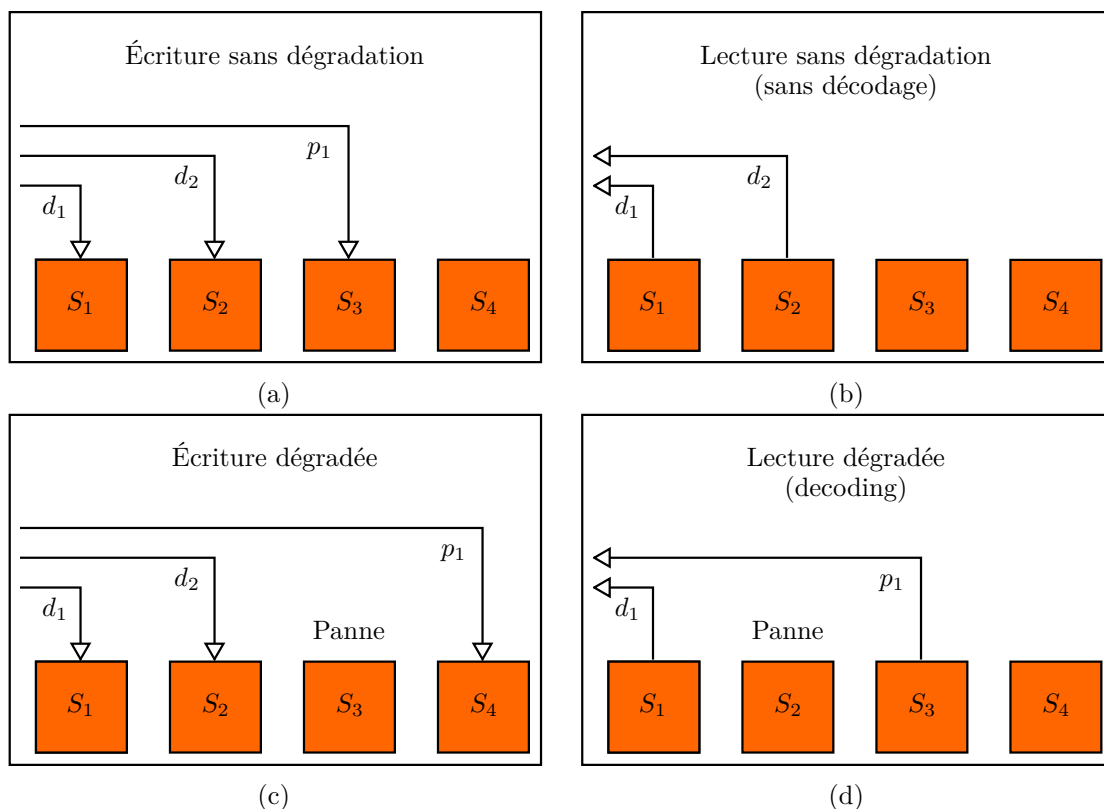 Écriture sans dégradation
p₁
d₂
d₁
S₁ S₂ S₃ S₄
(a)
Lecture sans dégradation
(sans décodage)
d₂
d₁
S₁ S₂ S₃ S₄
(b)
Écriture dégradée
p₁
d₂
d₁
Panne
S₁ S₂ S₃ S₄
(c)
Lecture dégradée
(decoding)
p₁
d₁
Panne
S₁ S₂ S₃ S₄
(d)